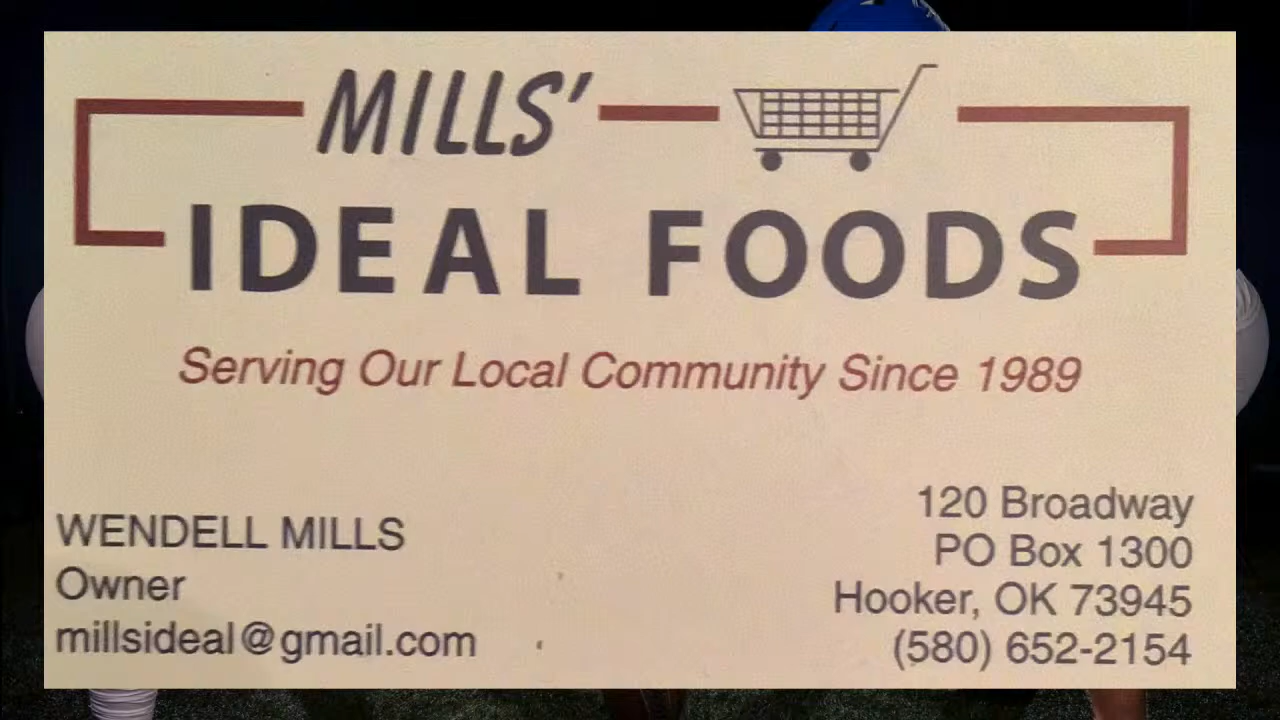 MILLS'
IDEAL FOODS
Serving Our Local Community Since 1989
WENDELL MILLS
Owner
millsideal@gmail.com
120 Broadway
PO Box 1300
Hooker, OK 73945
(580) 652-2154